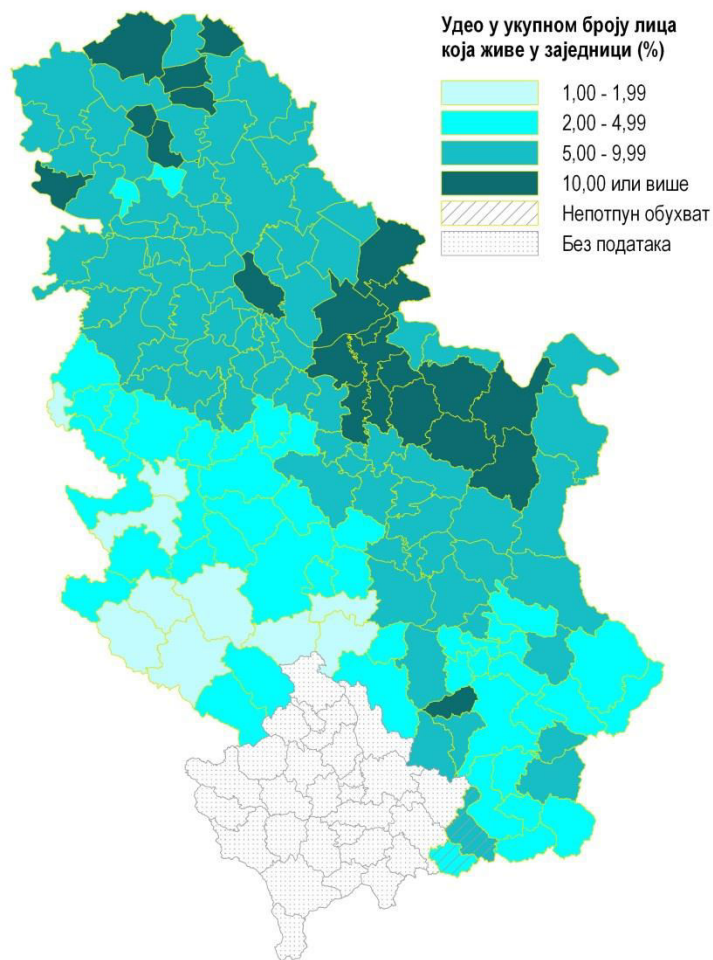 Удео у укупном броју лица
која живе у заједници (%)
1,00 - 1,99
2,00 - 4,99
5,00 - 9,99
10,00 или више
Непотпун обухват
Без података